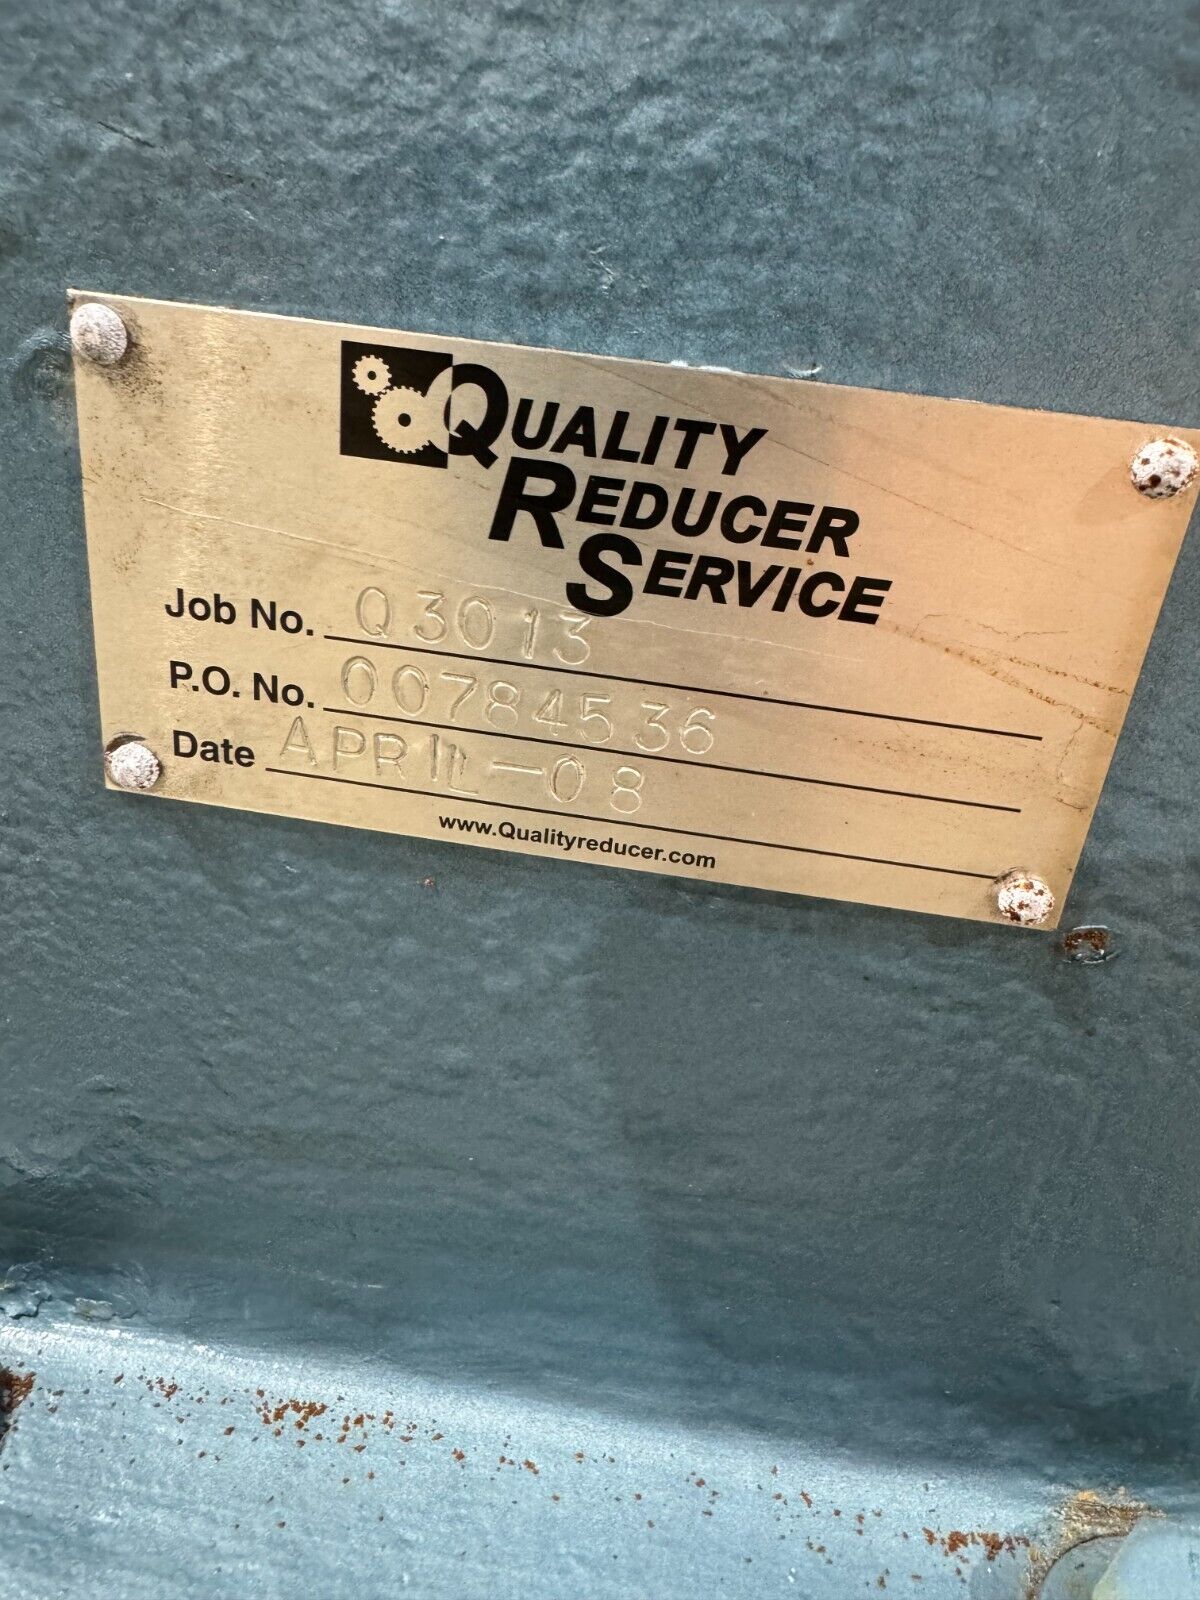 QUALITY
REDUCER
SERVICE
Job No. Q3013
P.O. No. 00784536
Date APRIL-08
www.Qualityreducer.com